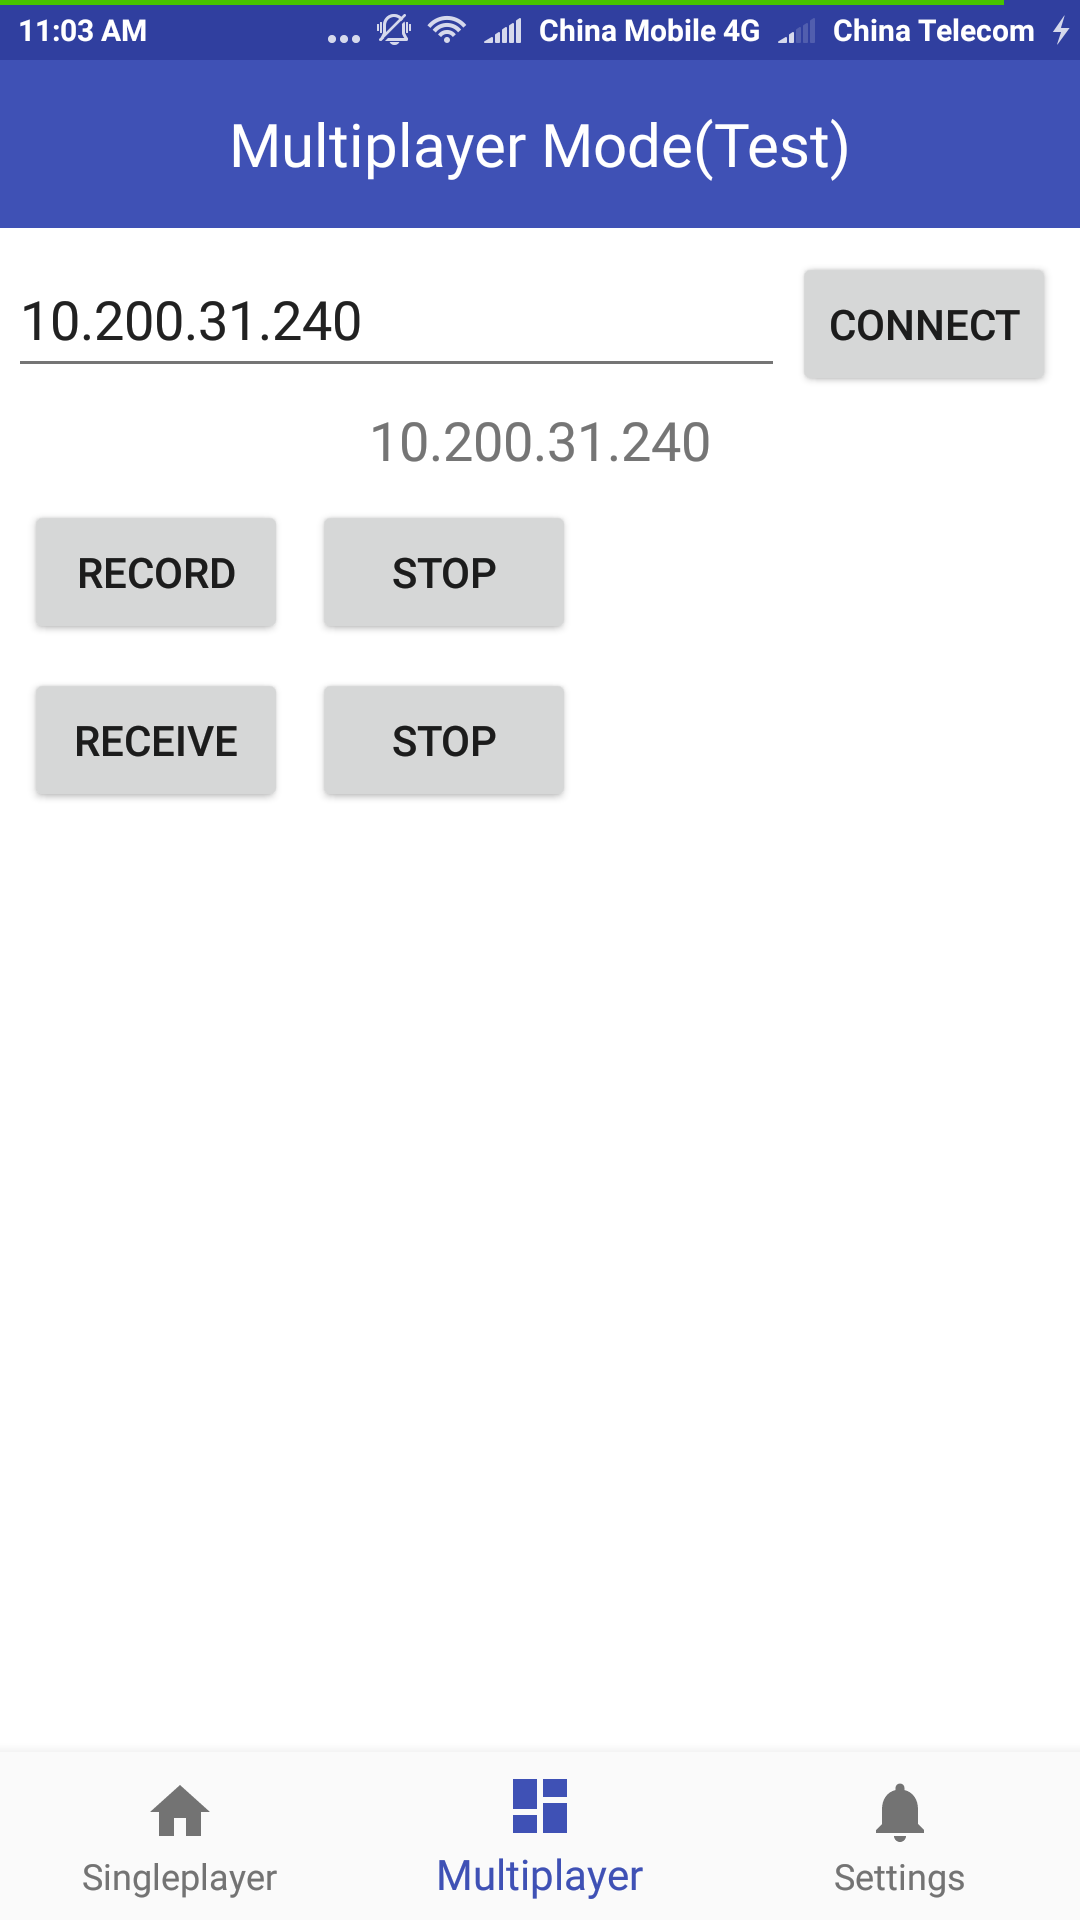 11:03 AM ... China Mobile 4G China Telecom
Multiplayer Mode(Test)
10.200.31.240 CONNECT
10.200.31.240
RECORD STOP
RECEIVE STOP
Singleplayer Multiplayer Settings